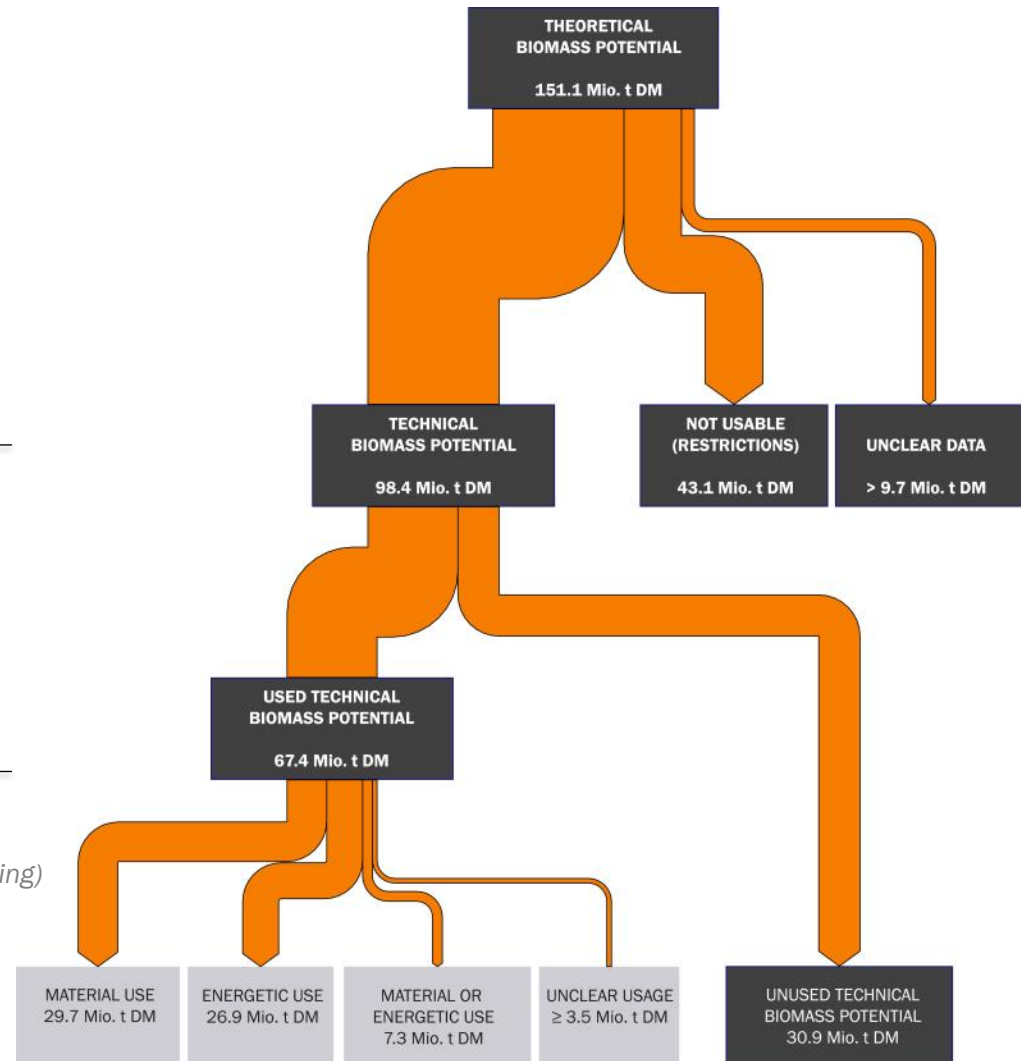 THEORETICAL
BIOMASS POTENTIAL
151.1 Mio. t DM
TECHNICAL
BIOMASS POTENTIAL
98.4 Mio. t DM
NOT USABLE
(RESTRICTIONS)
43.1 Mio. t DM
UNCLEAR DATA
> 9.7 Mio. t DM
USED TECHNICAL
BIOMASS POTENTIAL
67.4 Mio. t DM
ing)
MATERIAL USE
29.7 Mio. t DM
ENERGETIC USE
26.9 Mio. t DM
MATERIAL OR
ENERGETIC USE
7.3 Mio. t DM
UNCLEAR USAGE
≥ 3.5 Mio. t DM
UNUSED TECHNICAL
BIOMASS POTENTIAL
30.9 Mio. t DM